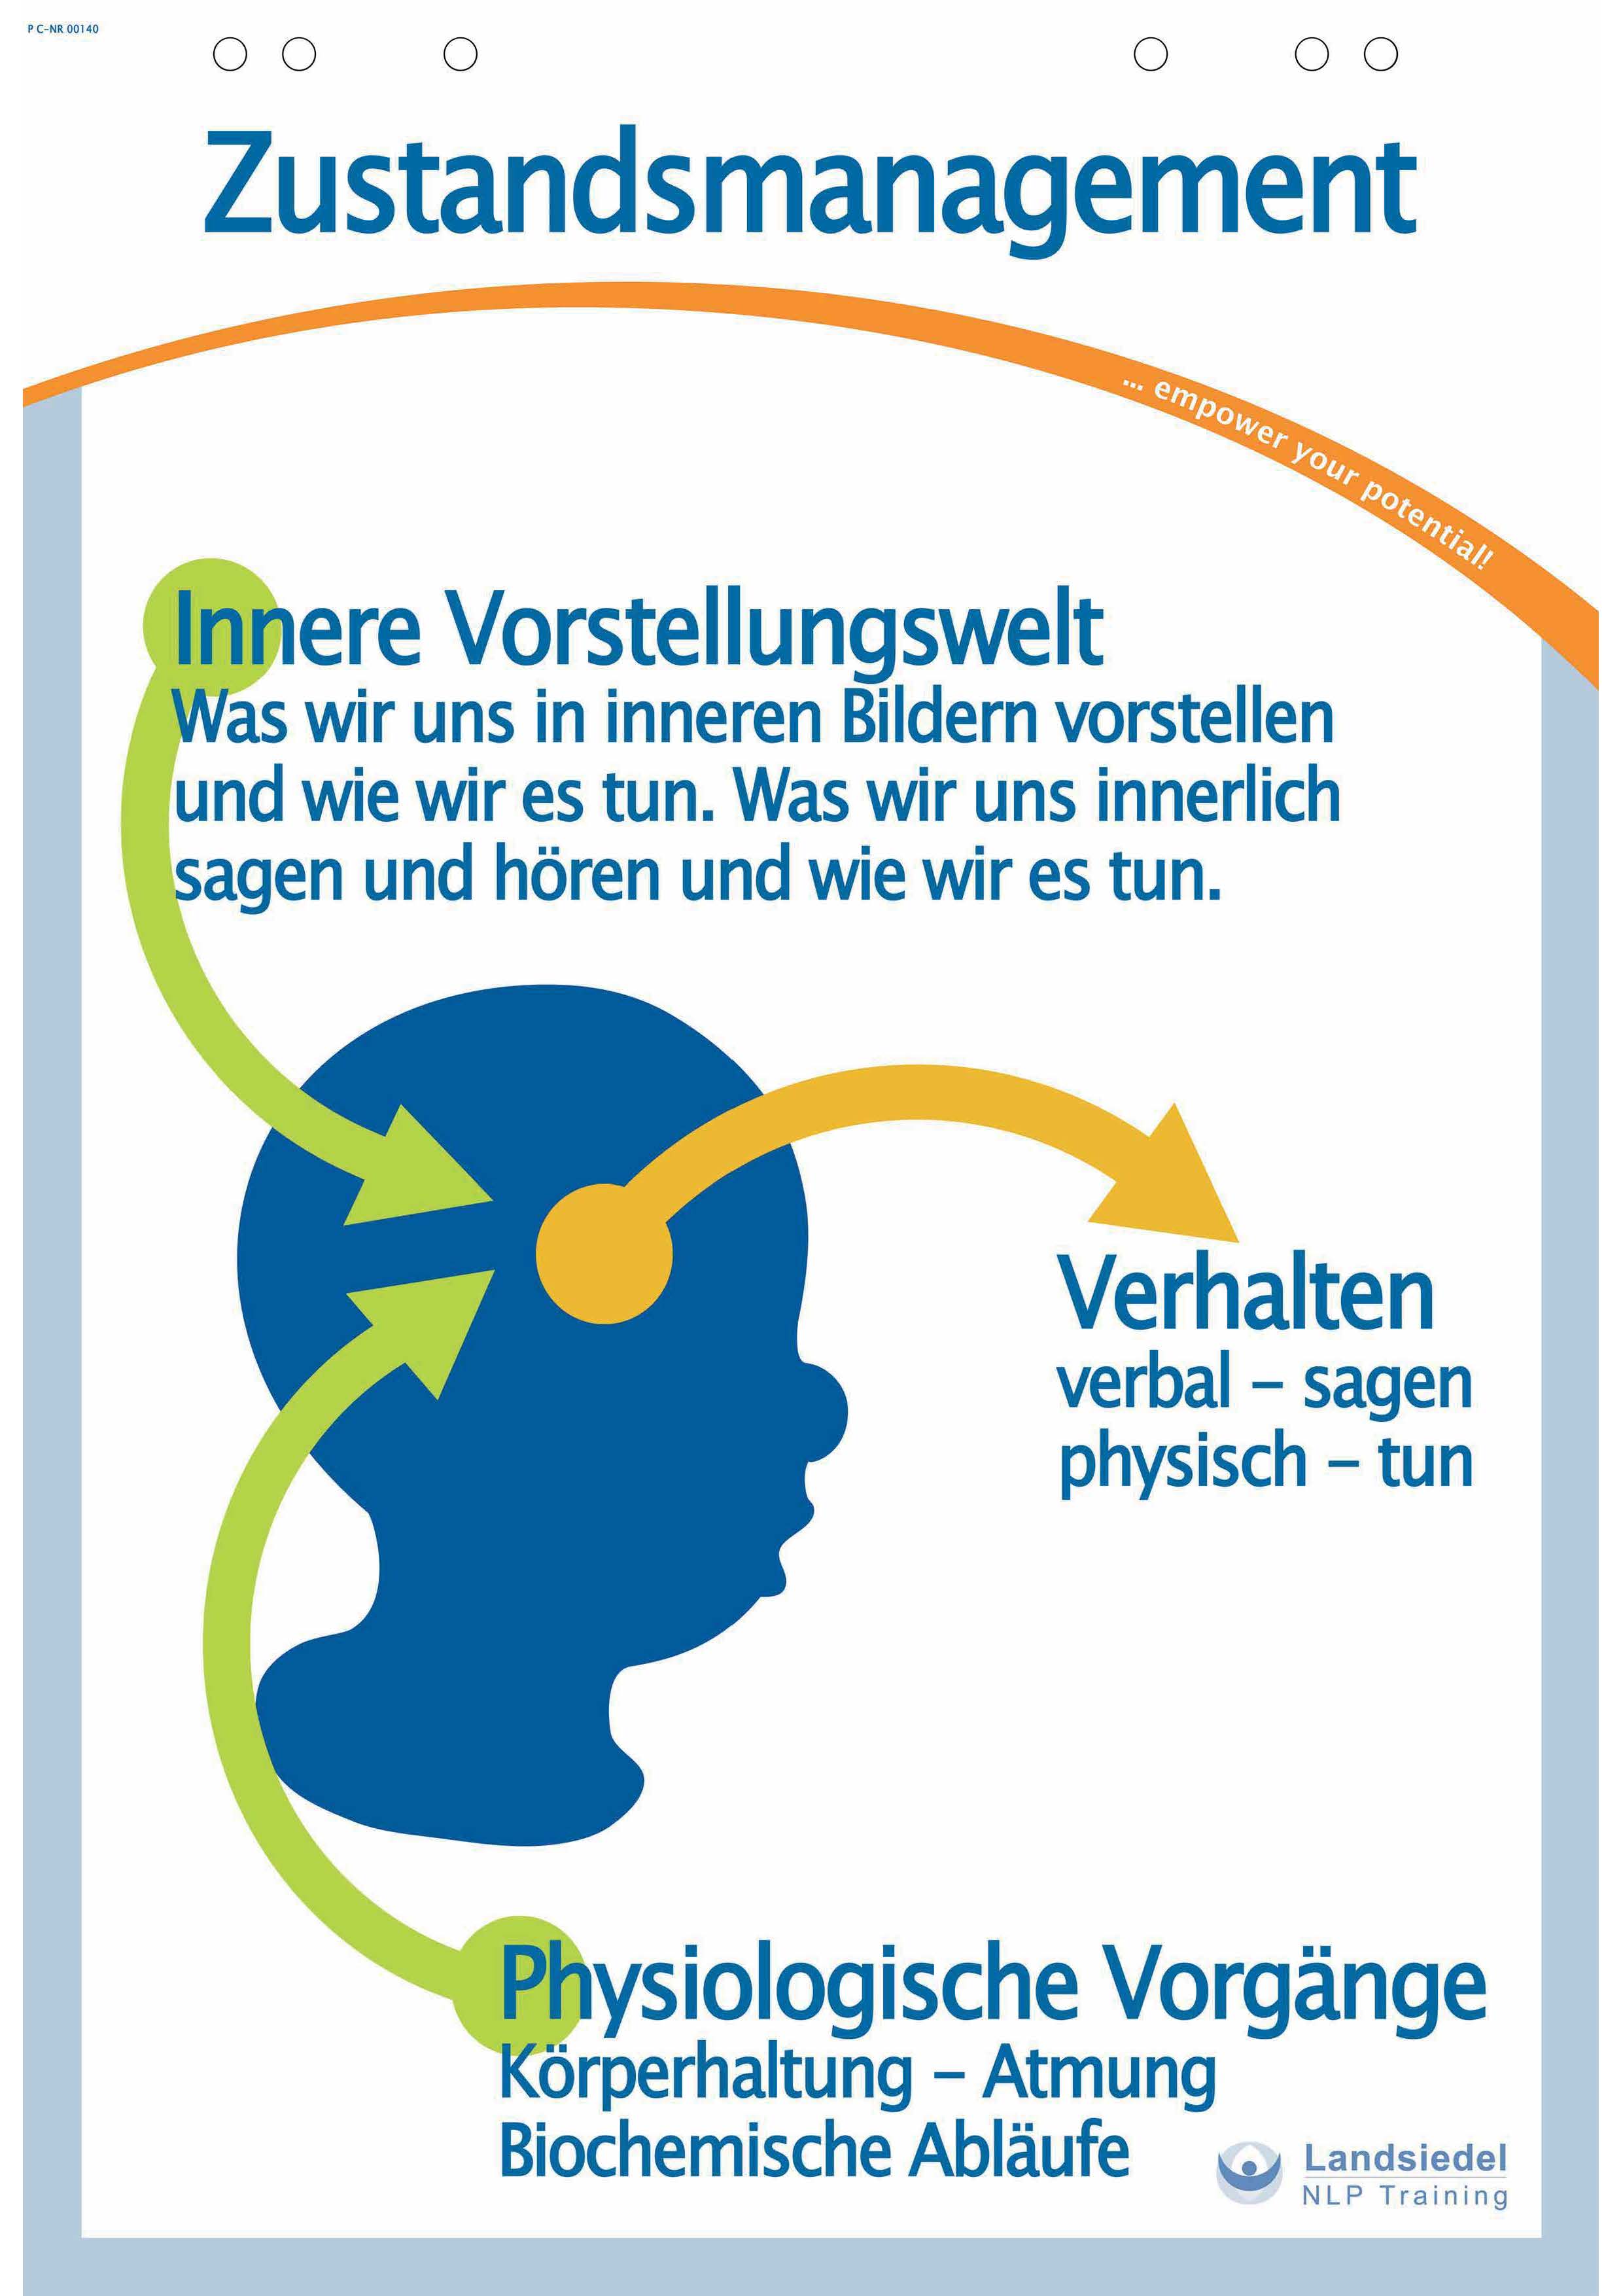 P C-NR 00140
Zustandsmanagement
... empower your potential!
Innere Vorstellungswelt
Was wir uns in inneren Bildern vorstellen
und wie wir es tun. Was wir uns innerlich
sagen und hören und wie wir es tun.
Verhalten
verbal – sagen
physisch – tun
Physiologische Vorgänge
Körperhaltung – Atmung
Biochemische Abläufe
Landsiedel
NLP Training